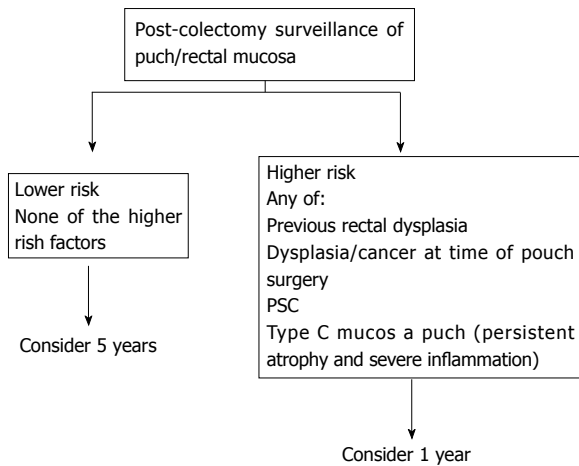 Post-colectomy surveillance of
puch/rectal mucosa
Lower risk
None of the higher
rish factors
Consider 5 years
Higher risk
Any of:
Previous rectal dysplasia
Dysplasia/cancer at time of pouch
surgery
PSC
Type C mucos a puch (persistent
atrophy and severe inflammation)
Consider 1 year